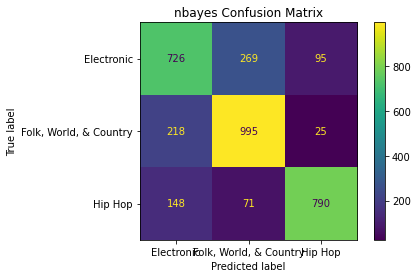 nbayes Confusion Matrix
True label
Electronic
726 269 95
Folk, World, & Country
218 995 25
Hip Hop
148 71 790
Electronic Folk, World, & Country Hip Hop
Predicted label
800
600
400
200